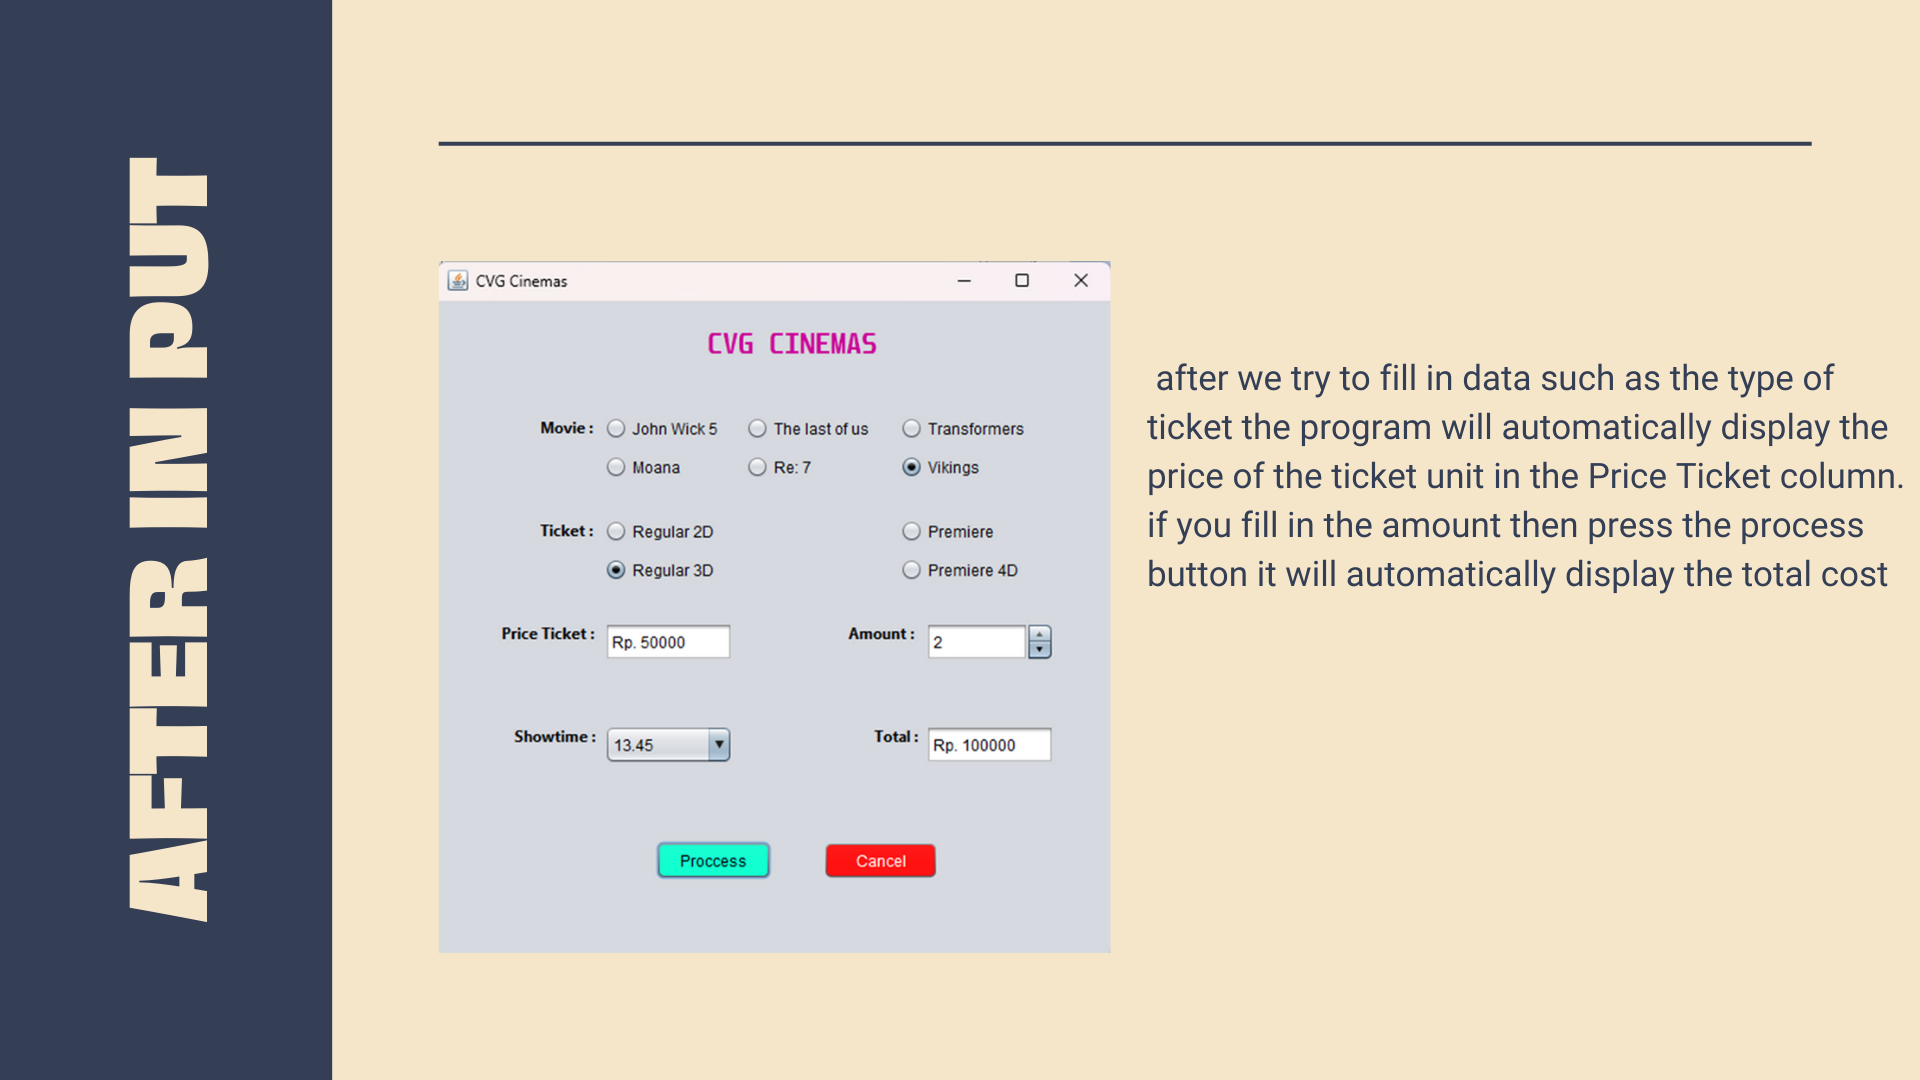 AFTER IN PUT
CVG Cinemas
CVG CINEMAS
Movie : John Wick 5 The last of us Transformers
Moana Re: 7 Vikings
Ticket : Regular 2D Premiere
Regular 3D Premiere 4D
Price Ticket : Rp. 50000 Amount : 2
Showtime : 13.45 Total : Rp. 100000
Proccess Cancel
after we try to fill in data such as the type of
ticket the program will automatically display the
price of the ticket unit in the Price Ticket column.
if you fill in the amount then press the process
button it will automatically display the total cost